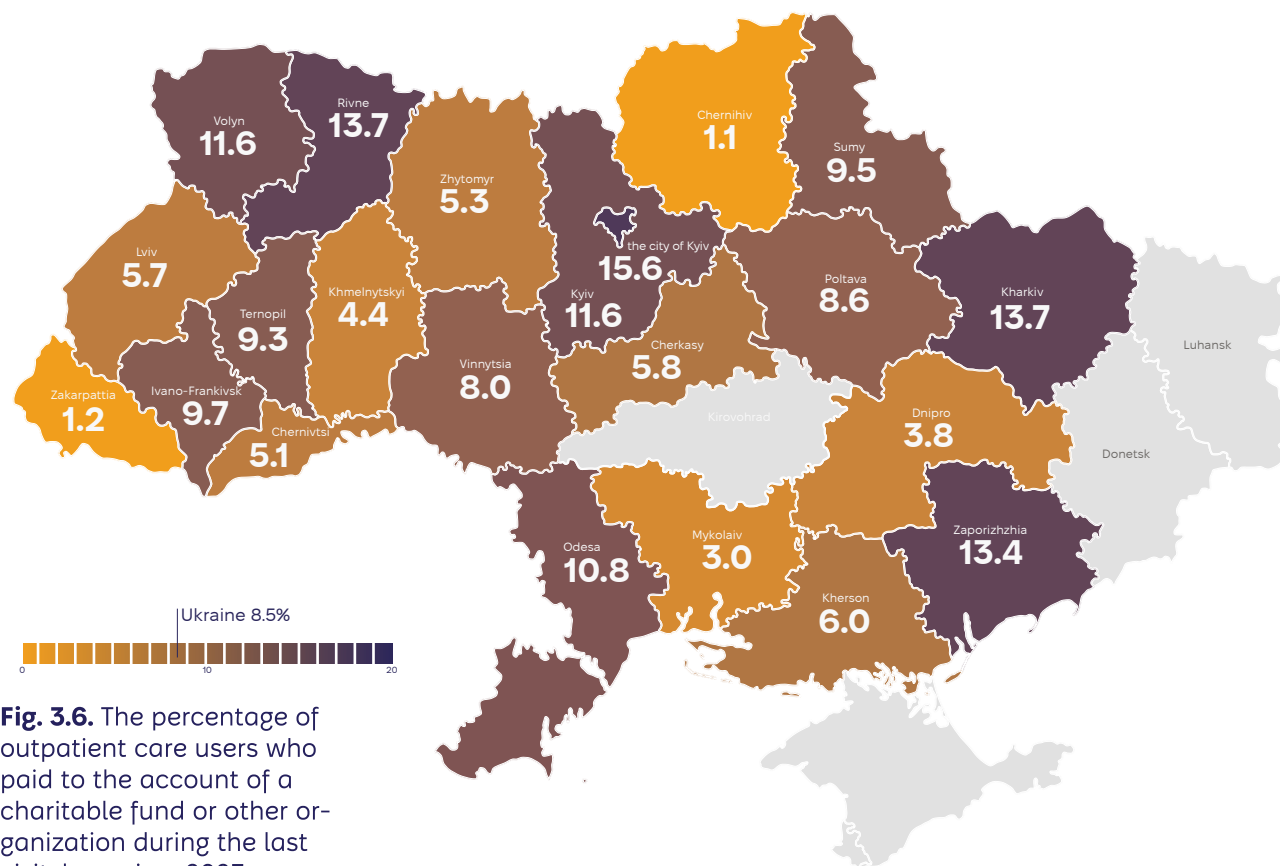 Chernihiv
1.1
Rivne
13.7
Volyn
11.6
Sumy
9.5
Zhytomyr
5.3
the city of Kyiv
15.6
Lviv
5.7
Poltava
8.6
Khmelnytskyi
4.4
Kyiv
11.6
Kharkiv
13.7
Ternopil
9.3
Cherkasy
5.8
Luhansk
Vinnytsia
8.0
Zakarpattia
1.2
Ivano-Frankivsk
9.7
Kirovohrad
Dnipro
3.8
Chernivtsi
5.1
Donetsk
Zaporizhzhia
13.4
Mykolaiv
3.0
Odesa
10.8
Kherson
6.0
Ukraine 8.5%
0 10 20
Fig. 3.6. The percentage of
outpatient care users who
paid to the account of a
charitable fund or other or-
ganization during the last